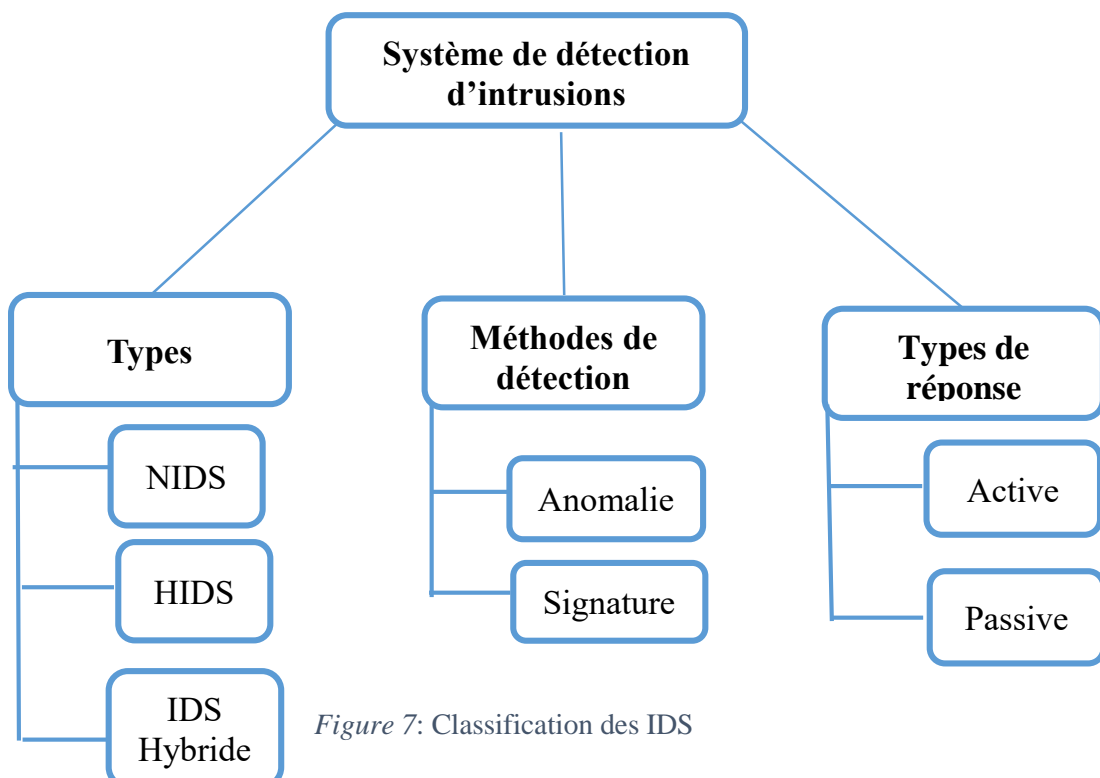 Système de détection
d’intrusions
Types
NIDS
HIDS
IDS
Hybride
Méthodes de
détection
Anomalie
Signature
Types de
réponse
Active
Passive
Figure 7: Classification des IDS